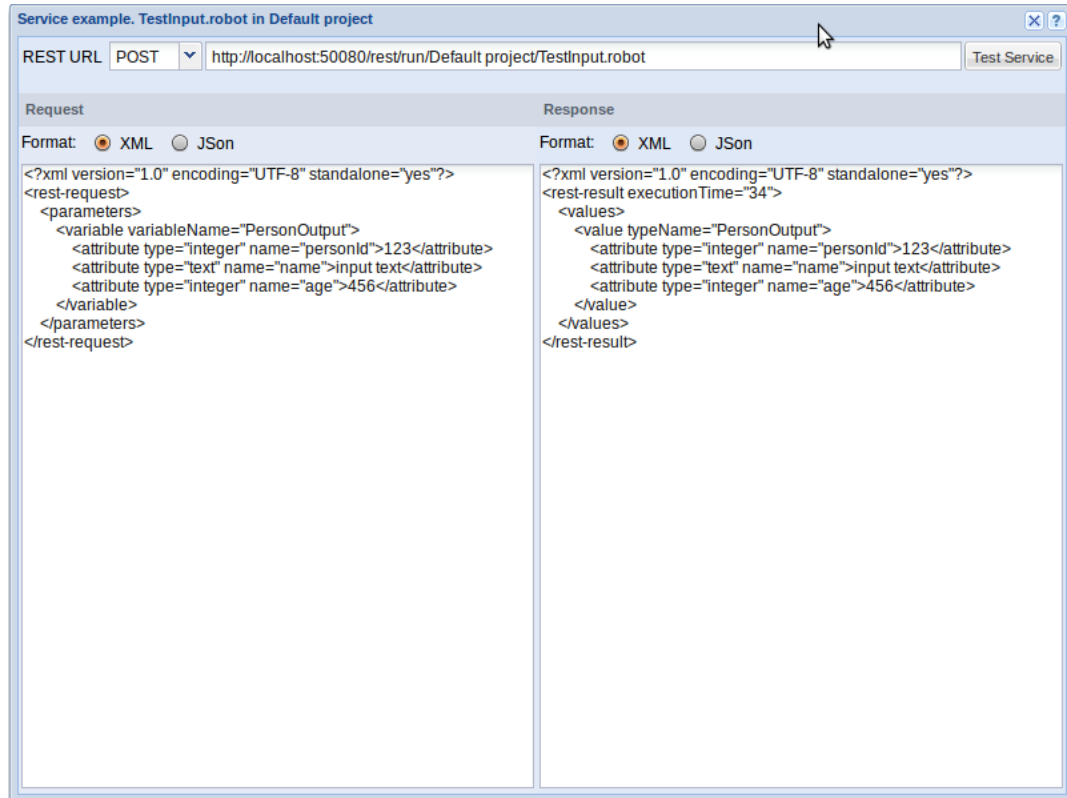 Service example. TestInput.robot in Default project
REST URL POST http://localhost:50080/rest/run/Default project/TestInput.robot Test Service
Request
Format: XML JSon
<?xml version="1.0" encoding="UTF-8" standalone="yes"?>
<rest-request>
<parameters>
<variable variableName="PersonOutput">
<attribute type="integer" name="personId">123</attribute>
<attribute type="text" name="name">input text</attribute>
<attribute type="integer" name="age">456</attribute>
</variable>
</parameters>
</rest-request>
Response
Format: XML JSon
<?xml version="1.0" encoding="UTF-8" standalone="yes"?>
<rest-result executionTime="34">
<values>
<value typeName="PersonOutput">
<attribute type="integer" name="personId">123</attribute>
<attribute type="text" name="name">input text</attribute>
<attribute type="integer" name="age">456</attribute>
</value>
</values>
</rest-result>